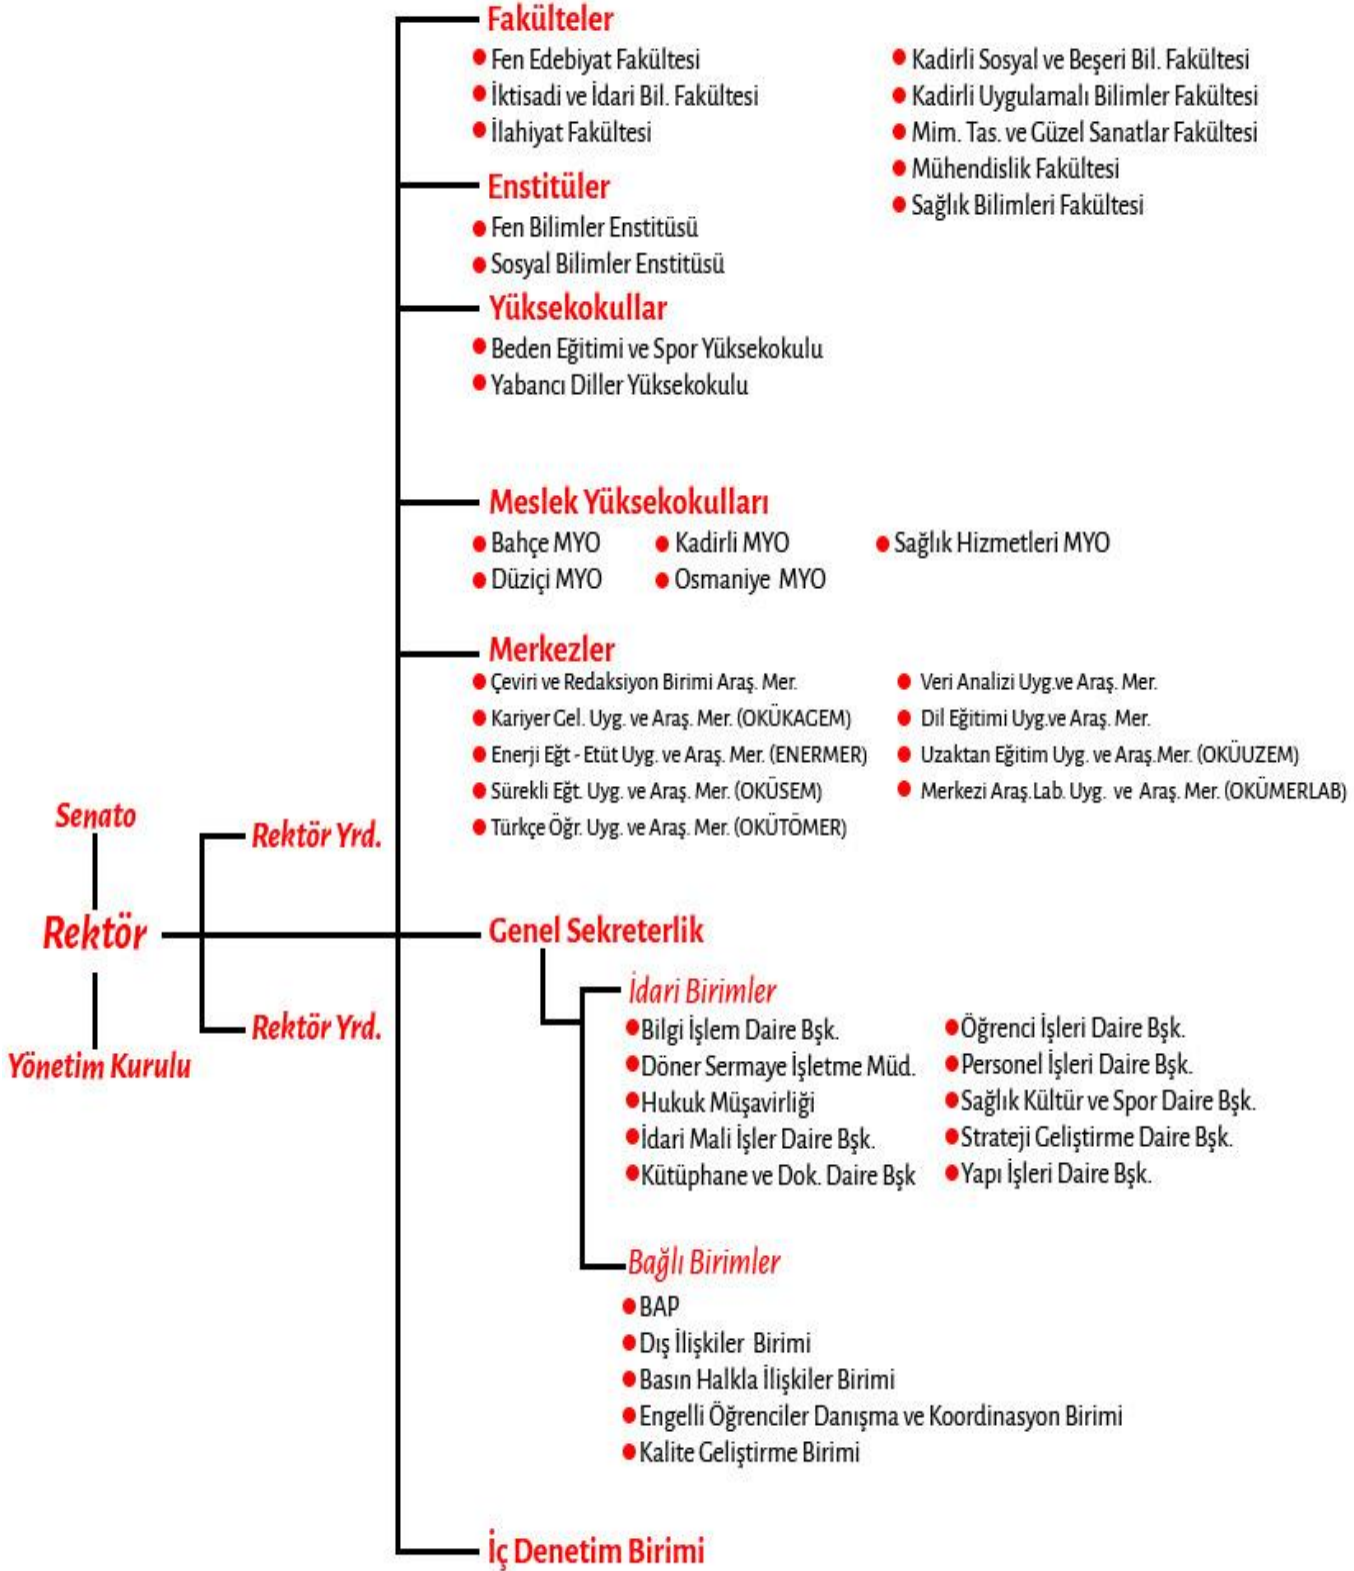 Fakülteler
Fen Edebiyat Fakültesi
İktisadi ve İdari Bil. Fakültesi
İlahiyat Fakültesi
Kadirli Sosyal ve Beşeri Bil. Fakültesi
Kadirli Uygulamalı Bilimler Fakültesi
Mim. Tas. ve Güzel Sanatlar Fakültesi
Mühendislik Fakültesi
Sağlık Bilimleri Fakültesi
Enstitüler
Fen Bilimler Enstitüsü
Sosyal Bilimler Enstitüsü
Yüksekokullar
Beden Eğitimi ve Spor Yüksekokulu
Yabancı Diller Yüksekokulu
Meslek Yüksekokulları
Bahçe MYO
Düziçi MYO
Kadirli MYO
Osmaniye MYO
Sağlık Hizmetleri MYO
Merkezler
Çeviri ve Redaksiyon Birimi Araş. Mer.
Kariyer Gel. Uyg. ve Araş. Mer. (OKÜKAGEM)
Enerji Eğt - Etüt Uyg. ve Araş. Mer. (ENERMER)
Sürekli Eğt. Uyg. ve Araş. Mer. (OKÜSEM)
Türkçe Öğr. Uyg. ve Araş. Mer. (OKÜTÖMER)
Veri Analizi Uyg.ve Araş. Mer.
Dil Eğitimi Uyg.ve Araş. Mer.
Uzaktan Eğitim Uyg. ve Araş.Mer. (OKÜUZEM)
Merkezi Araş.Lab. Uyg. ve Araş. Mer. (OKÜMERLAB)
Senato
Rektör
Yönetim Kurulu
Rektör Yrd.
Rektör Yrd.
Genel Sekreterlik
İdari Birimler
Bilgi İşlem Daire Bşk.
Döner Sermaye İşletme Müd.
Hukuk Müşavirliği
İdari Mali İşler Daire Bşk.
Kütüphane ve Dok. Daire Bşk
Öğrenci İşleri Daire Bşk.
Personel İşleri Daire Bşk.
Sağlık Kültür ve Spor Daire Bşk.
Strateji Geliştirme Daire Bşk.
Yapı İşleri Daire Bşk.
Bağlı Birimler
BAP
Dış İlişkiler Birimi
Basın Halkla İlişkiler Birimi
Engelli Öğrenciler Danışma ve Koordinasyon Birimi
Kalite Geliştirme Birimi
İç Denetim Birimi